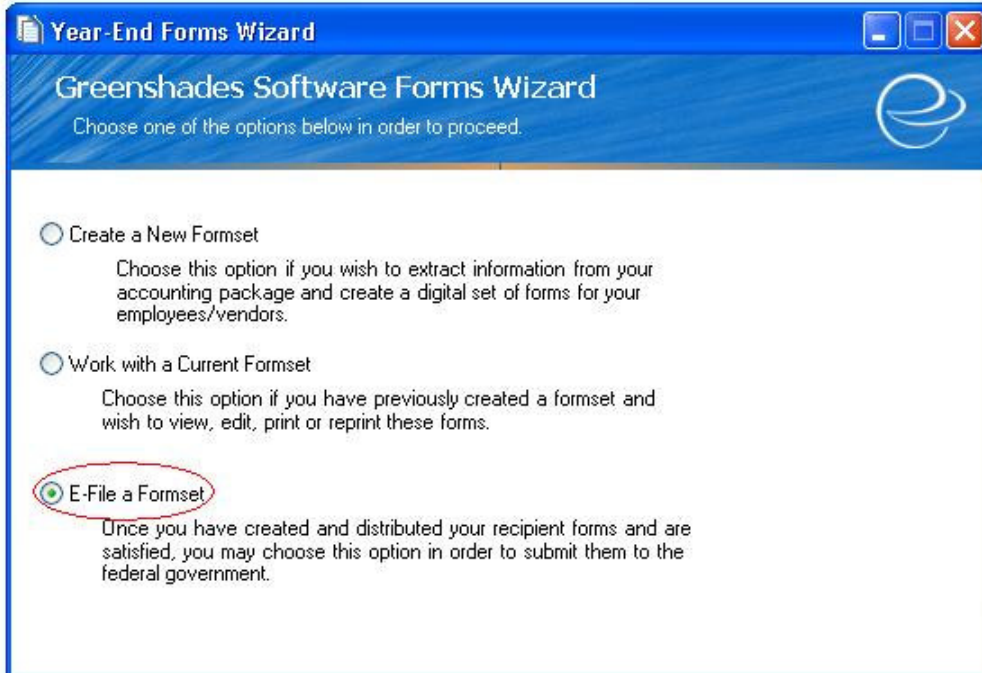 Year-End Forms Wizard
Greenshades Software Forms Wizard
Choose one of the options below in order to proceed.
Create a New Formset
Choose this option if you wish to extract information from your
accounting package and create a digital set of forms for your
employees/vendors.
Work with a Current Formset
Choose this option if you have previously created a formset and
wish to view, edit, print or reprint these forms.
E-File a Formset
Once you have created and distributed your recipient forms and are
satisfied, you may choose this option in order to submit them to the
federal government.